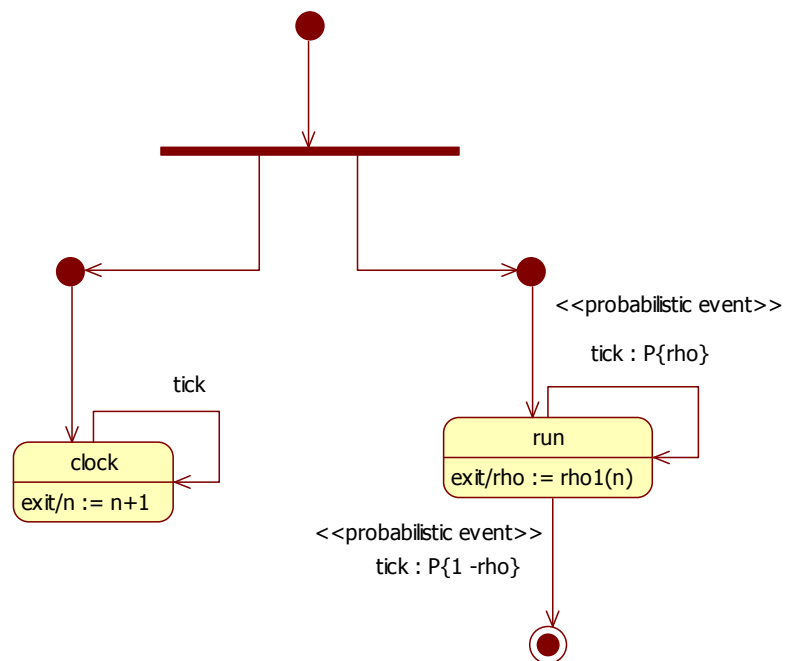 <<probabilistic event>>
tick : P{rho}
tick
clock
exit/n := n+1
run
exit/rho := rho1(n)
<<probabilistic event>>
tick : P{1 -rho}